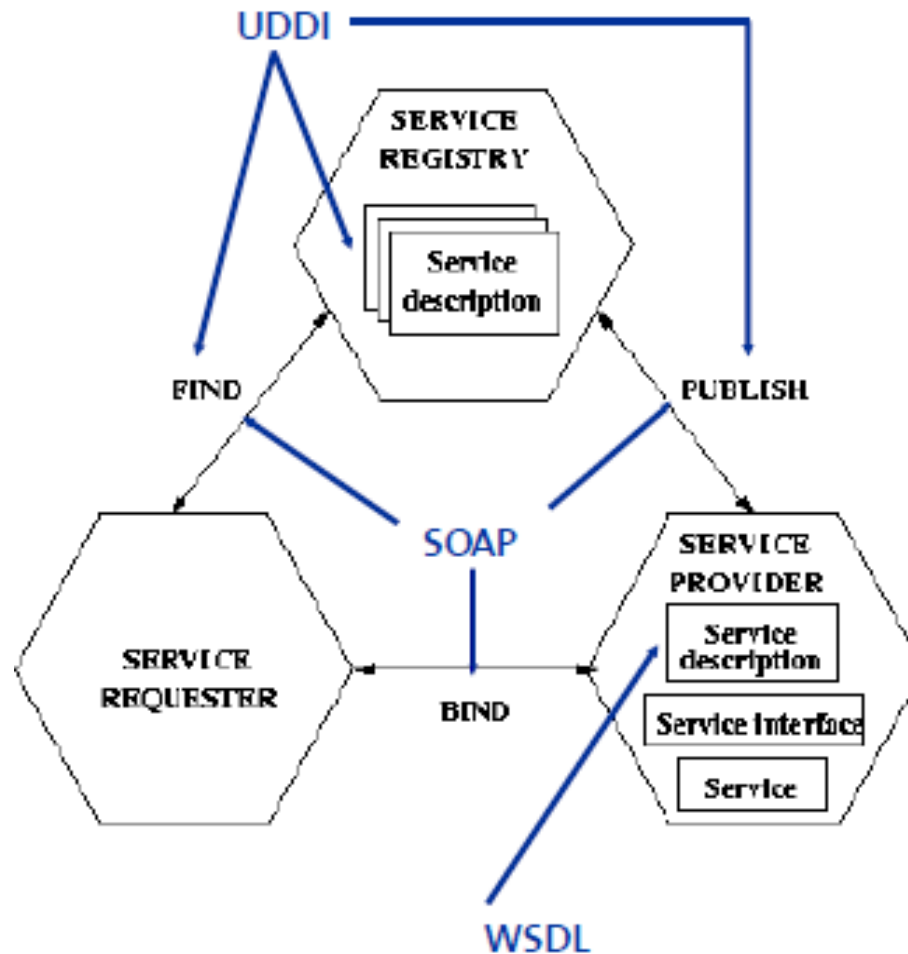 UDDI
SERVICE
REGISTRY
Service
description
FIND
PUBLISH
SOAP
SERVICE
REQUESTER
BIND
SERVICE
PROVIDER
Service
description
Service interface
Service
WSDL